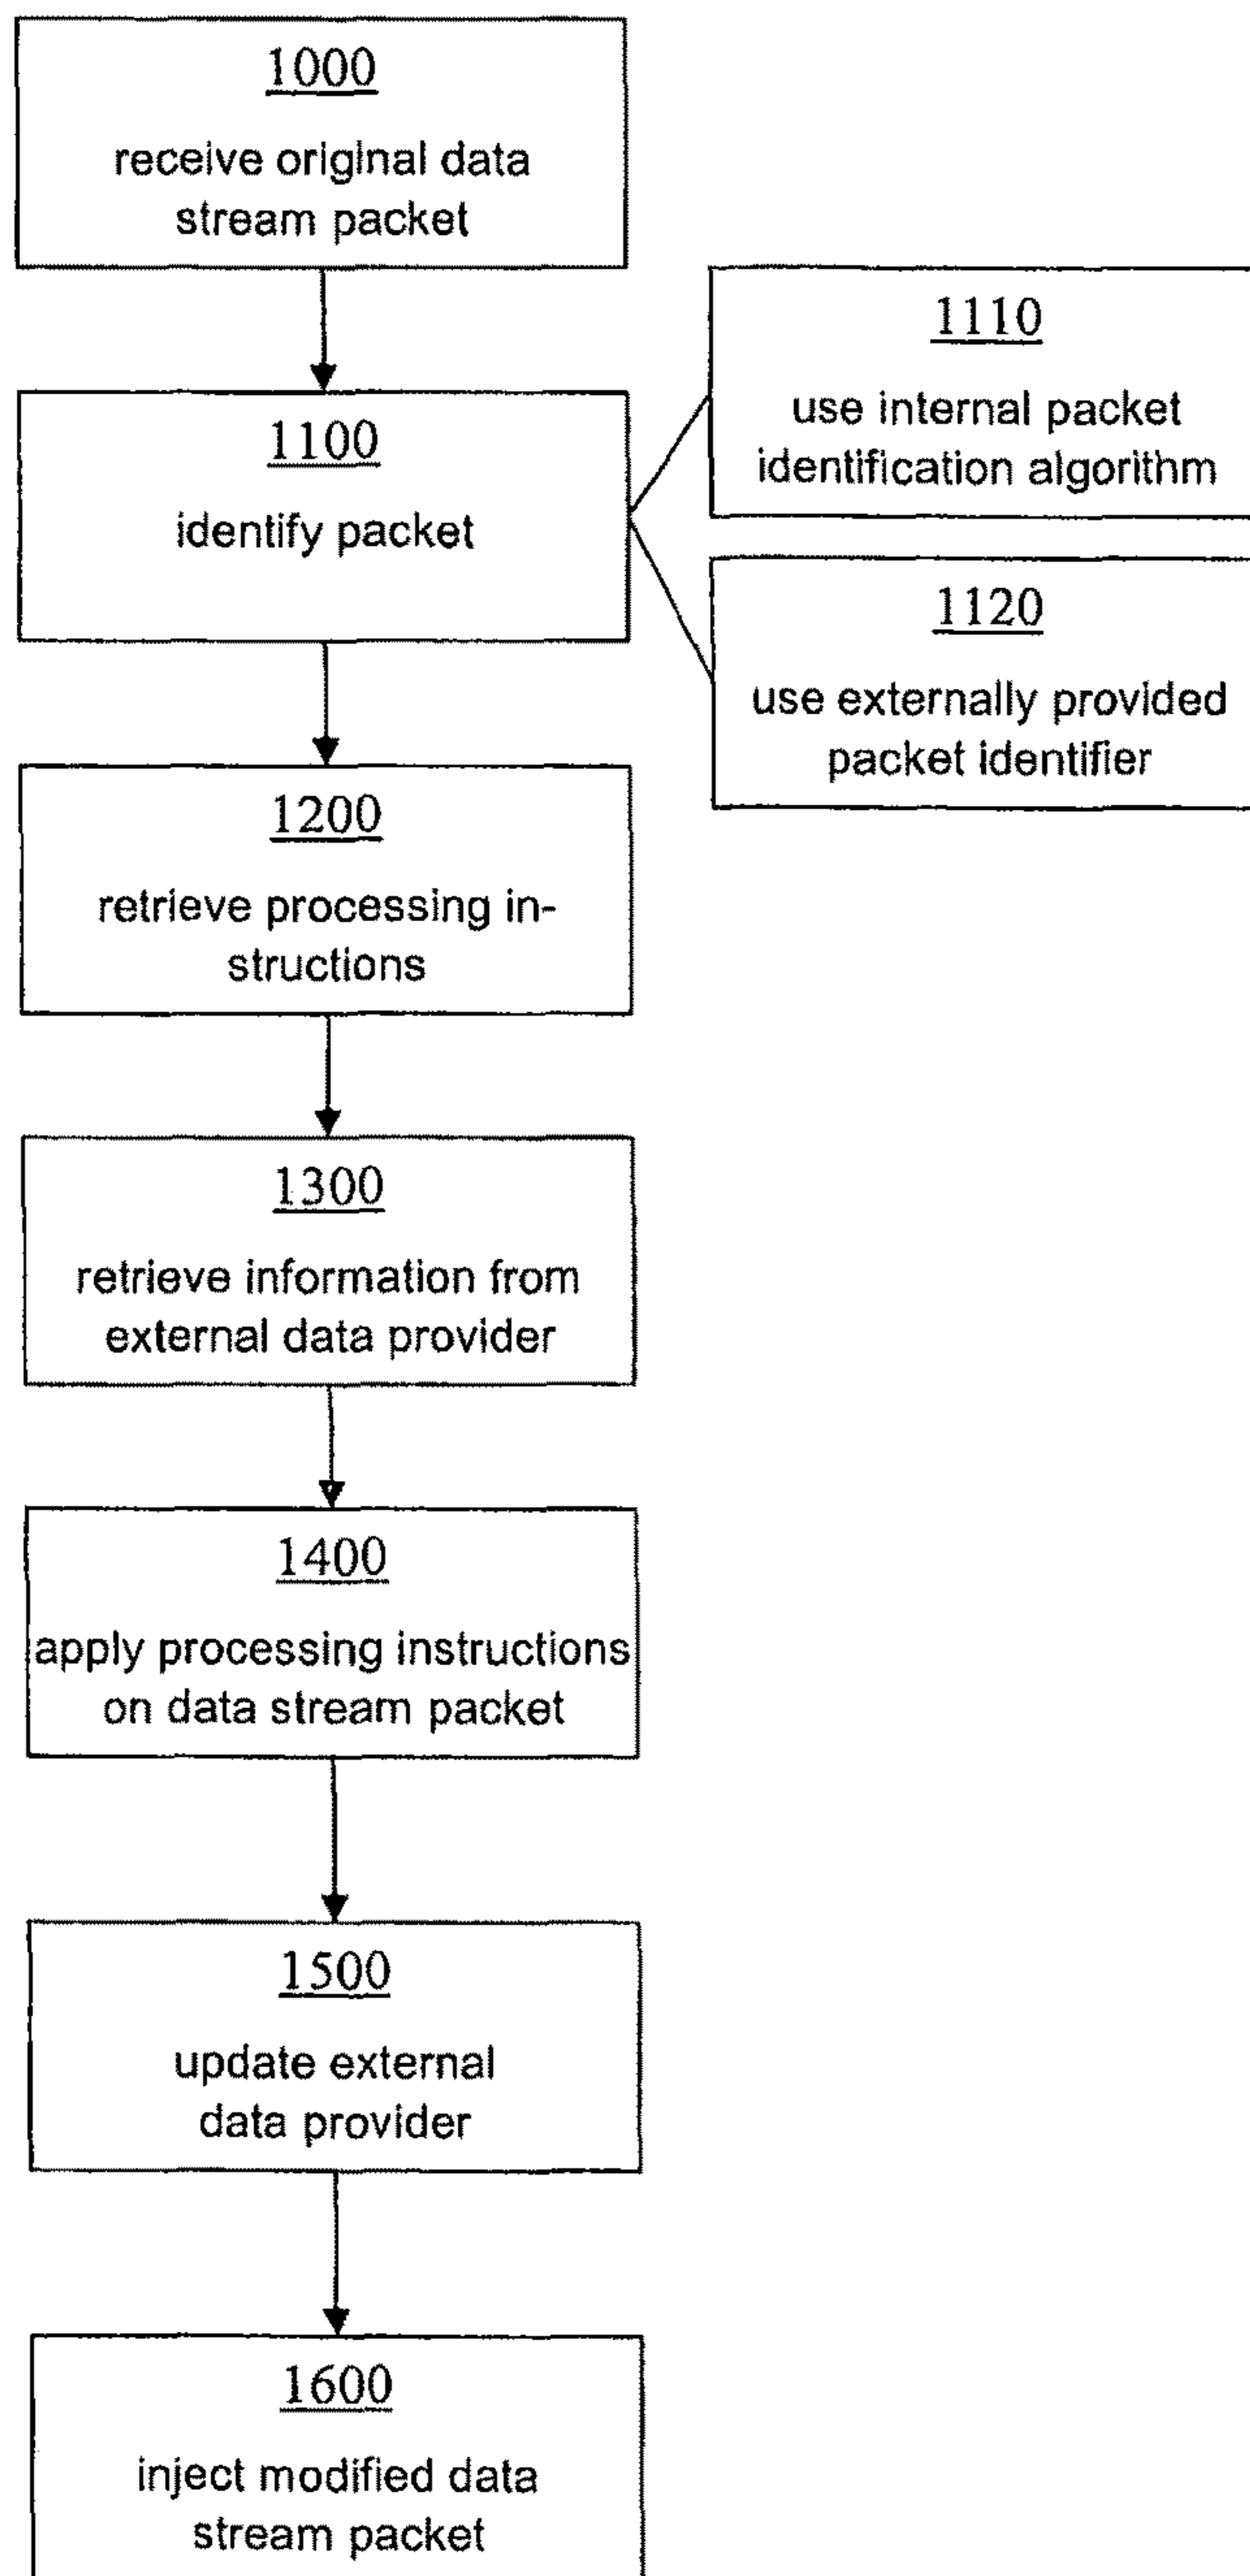 1000
receive original data
stream packet
1100
identify packet
1110
use internal packet
identification algorithm
1120
use externally provided
packet identifier
1200
retrieve processing in-
structions
1300
retrieve information from
external data provider
1400
apply processing instructions
on data stream packet
1500
update external
data provider
1600
inject modified data
stream packet